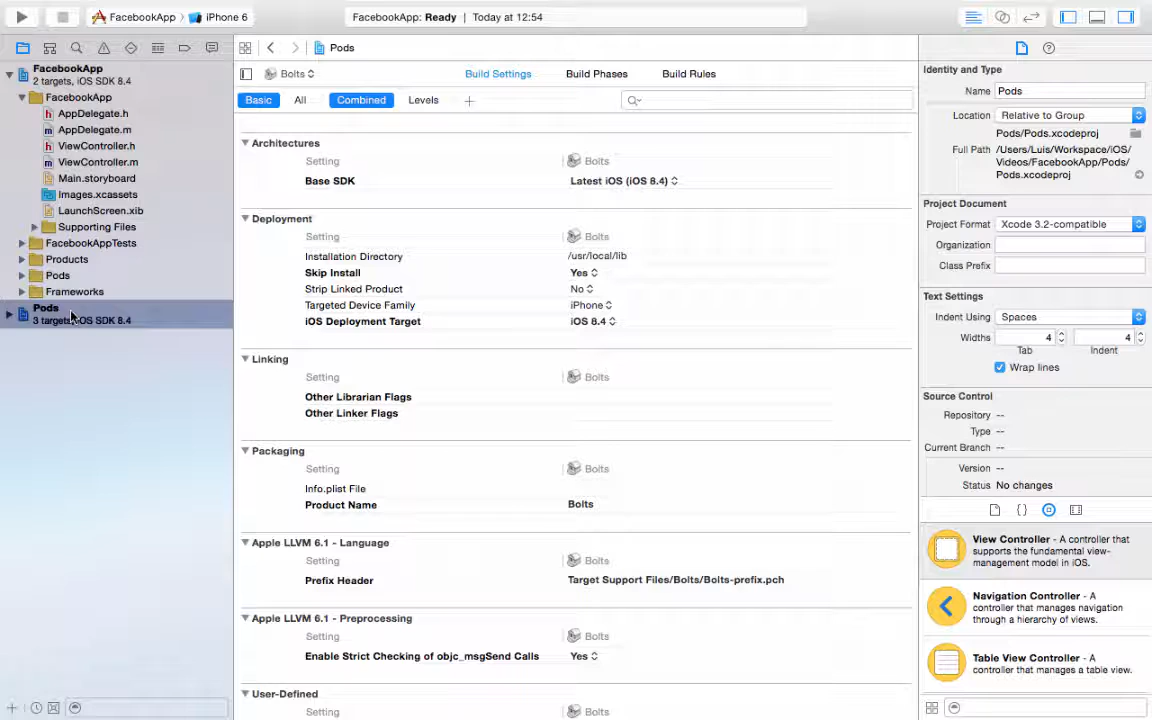 FacebookApp
iPhone 6
FacebookApp: Ready
Today at 12:54
FacebookApp
2 targets, iOS SDK 8.4
FacebookApp
AppDelegate.h
AppDelegate.m
ViewController.h
ViewController.m
Main.storyboard
Images.xcassets
LaunchScreen.xib
Supporting Files
FacebookAppTests
Products
Pods
Frameworks
Pods
3 targets, iOS SDK 8.4
Pods
Bolts
Build Settings
Build Phases
Build Rules
Basic
All
Combined
Levels
Architectures
Setting
Bolts
Base SDK
Latest iOS (iOS 8.4)
Deployment
Setting
Bolts
Installation Directory
/usr/local/lib
Skip Install
Yes
Strip Linked Product
No
Targeted Device Family
iPhone
iOS Deployment Target
iOS 8.4
Linking
Setting
Bolts
Other Librarian Flags
Other Linker Flags
Packaging
Setting
Bolts
Info.plist File
Product Name
Bolts
Apple LLVM 6.1 - Language
Setting
Bolts
Prefix Header
Target Support Files/Bolts/Bolts-prefix.pch
Apple LLVM 6.1 - Preprocessing
Setting
Bolts
Enable Strict Checking of objc_msgSend Calls
Yes
User-Defined
Setting
Bolts
Identity and Type
Name
Pods
Location
Relative to Group
Pods/Pods.xcodeproj
Full Path
/Users/Luis/Workspace/iOS/
Videos/FacebookApp/Pods/
Pods.xcodeproj
Project Document
Project Format
Xcode 3.2-compatible
Organization
Class Prefix
Text Settings
Indent Using
Spaces
Widths
4
4
Tab
Indent
Wrap lines
Source Control
Repository --
Type --
Current Branch --
Version --
Status No changes
View Controller - A controller that
supports the fundamental view-
management model in iOS.
Navigation Controller - A
controller that manages navigation
through a hierarchy of views.
Table View Controller - A
controller that manages a table view.